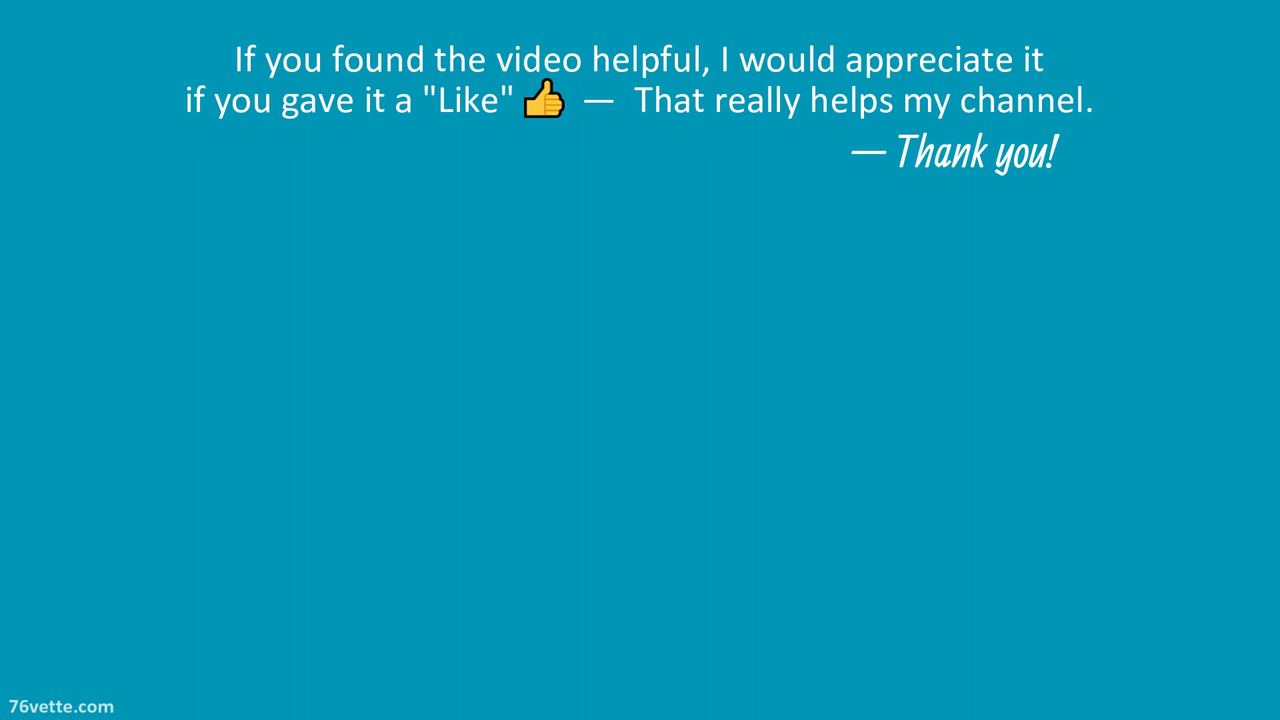 If you found the video helpful, I would appreciate it
if you gave it a "Like" 👍 — That really helps my channel.
— Thank you!
76vette.com